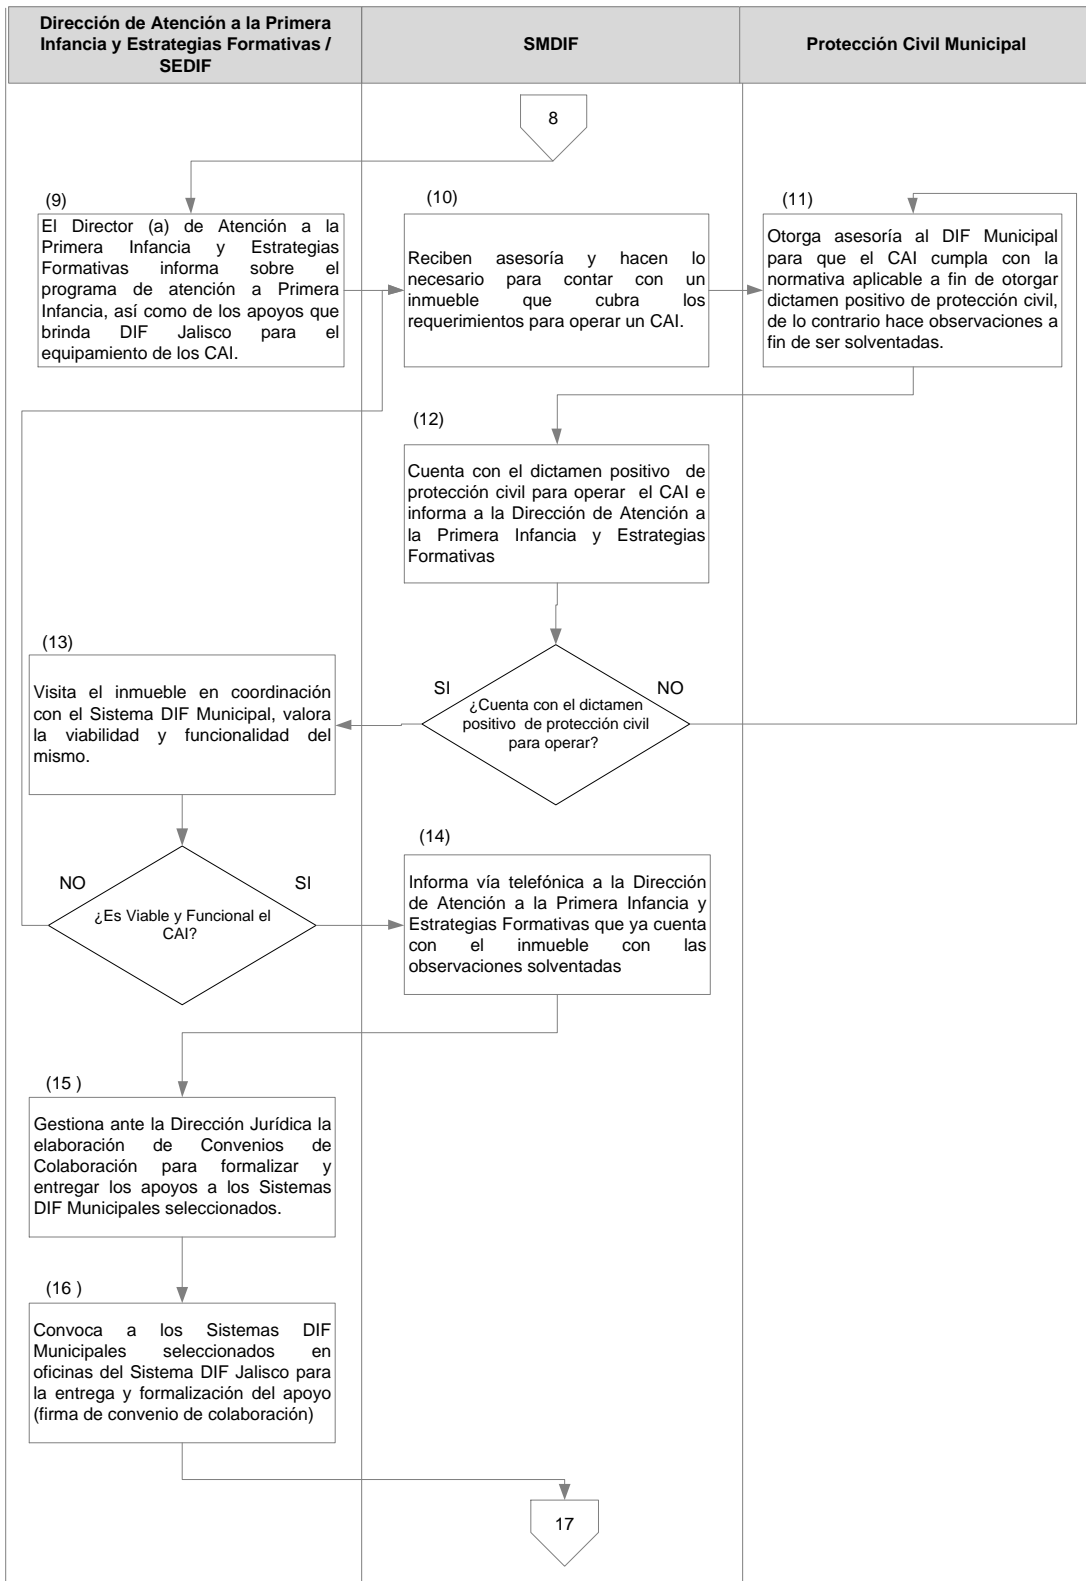 Dirección de Atención a la Primera
Infancia y Estrategias Formativas /
SEDIF
SMDIF
Protección Civil Municipal
8
(9)
El Director (a) de Atención a la
Primera Infancia y Estrategias
Formativas informa sobre el
programa de atención a Primera
Infancia, así como de los apoyos que
brinda DIF Jalisco para el
equipamiento de los CAI.
(10)
Reciben asesoría y hacen lo
necesario para contar con un
inmueble que cubra los
requerimientos para operar un CAI.
(11)
Otorga asesoría al DIF Municipal
para que el CAI cumpla con la
normativa aplicable a fin de otorgar
dictamen positivo de protección civil,
de lo contrario hace observaciones a
fin de ser solventadas.
(12)
Cuenta con el dictamen positivo de
protección civil para operar el CAI e
informa a la Dirección de Atención a
la Primera Infancia y Estrategias
Formativas
SI
NO
¿Cuenta con el dictamen
positivo de protección civil
para operar?
(13)
Visita el inmueble en coordinación
con el Sistema DIF Municipal, valora
la viabilidad y funcionalidad del
mismo.
NO
SI
¿Es Viable y Funcional el
CAI?
(14)
Informa vía telefónica a la Dirección
de Atención a la Primera Infancia y
Estrategias Formativas que ya cuenta
con el inmueble con las
observaciones solventadas
(15 )
Gestiona ante la Dirección Jurídica la
elaboración de Convenios de
Colaboración para formalizar y
entregar los apoyos a los Sistemas
DIF Municipales seleccionados.
(16 )
Convoca a los Sistemas DIF
Municipales seleccionados en
oficinas del Sistema DIF Jalisco para
la entrega y formalización del apoyo
(firma de convenio de colaboración)
17